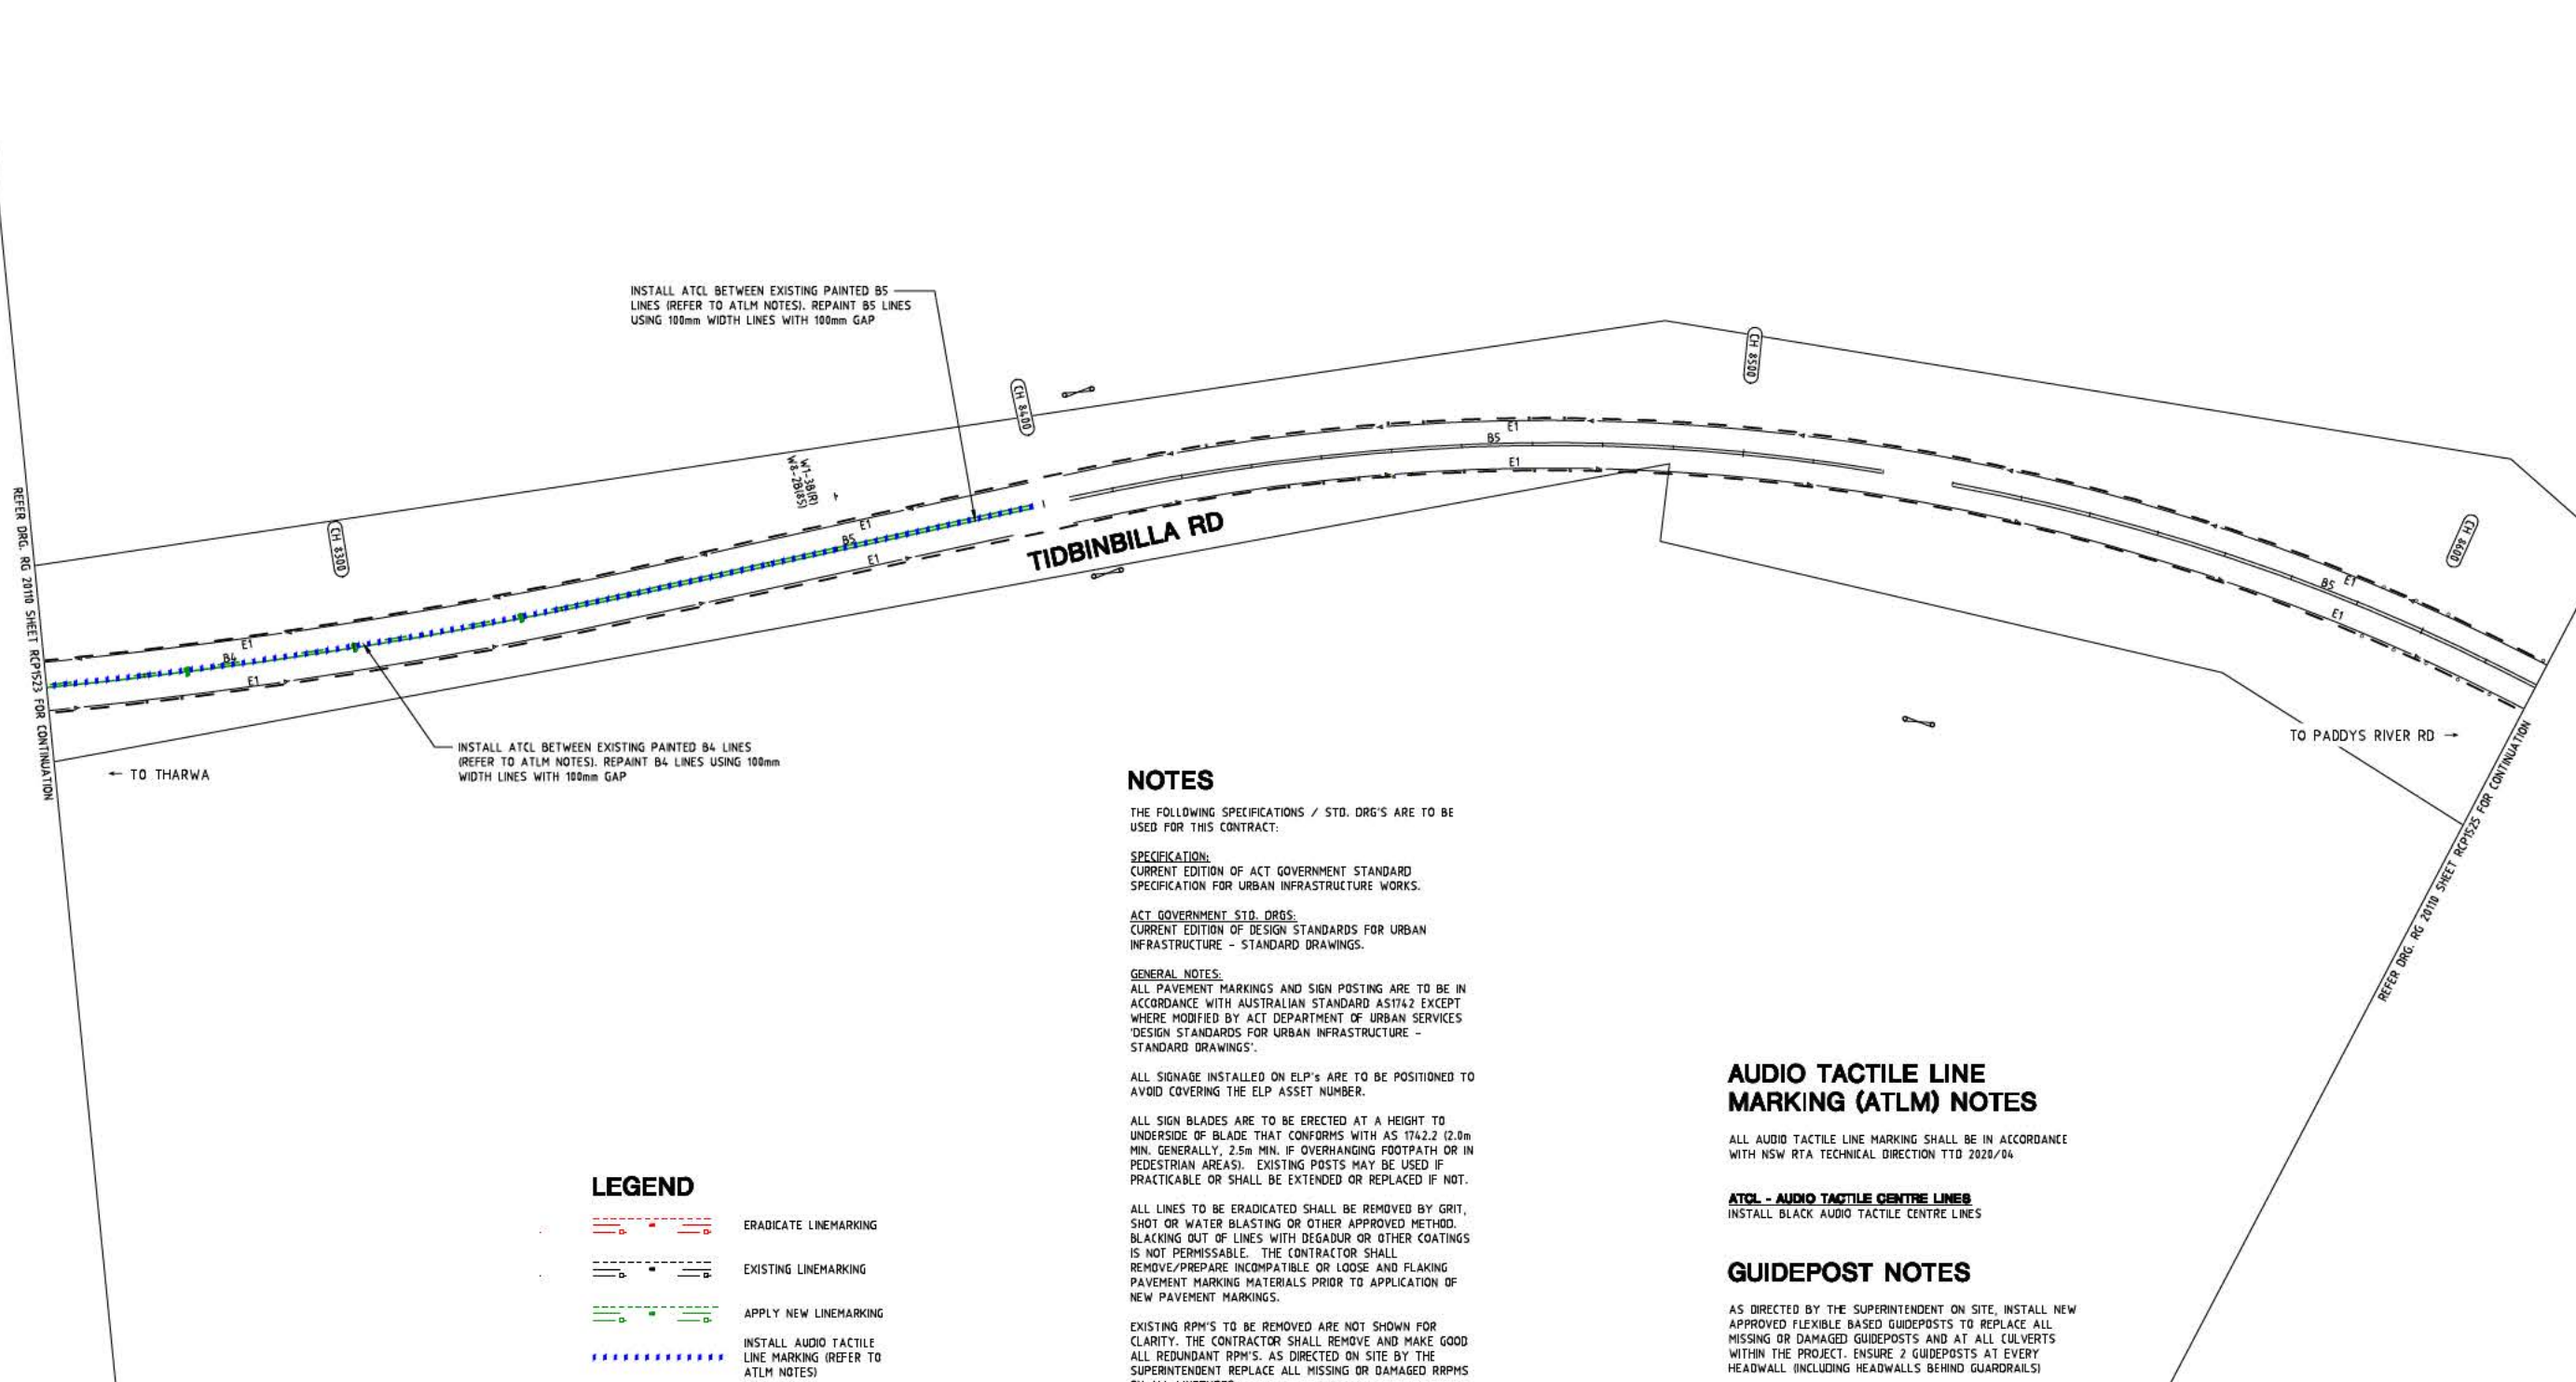 INSTALL ATCL BETWEEN EXISTING PAINTED B5
LINES (REFER TO ATLM NOTES). REPAINT B5 LINES
USING 100mm WIDTH LINES WITH 100mm GAP
CH 8500
CH 8400
E1
B5
E1
W1-3B(R)
W8-2B(85)
REFER DRG. RG 20110 SHEET RCP1523 FOR CONTINUATION
CH 8300
E1
B5
E1
TIDBINBILLA RD
CH 8600
B5
E1
E1
E1
B4
E1
INSTALL ATCL BETWEEN EXISTING PAINTED B4 LINES
(REFER TO ATLM NOTES). REPAINT B4 LINES USING 100mm
WIDTH LINES WITH 100mm GAP
← TO THARWA
TO PADDYS RIVER RD →
REFER DRG. RG 20110 SHEET RCP1525 FOR CONTINUATION
NOTES
THE FOLLOWING SPECIFICATIONS / STD. DRG'S ARE TO BE
USED FOR THIS CONTRACT:
SPECIFICATION:
CURRENT EDITION OF ACT GOVERNMENT STANDARD
SPECIFICATION FOR URBAN INFRASTRUCTURE WORKS.
ACT GOVERNMENT STD. DRGS:
CURRENT EDITION OF DESIGN STANDARDS FOR URBAN
INFRASTRUCTURE - STANDARD DRAWINGS.
GENERAL NOTES:
ALL PAVEMENT MARKINGS AND SIGN POSTING ARE TO BE IN
ACCORDANCE WITH AUSTRALIAN STANDARD AS1742 EXCEPT
WHERE MODIFIED BY ACT DEPARTMENT OF URBAN SERVICES
'DESIGN STANDARDS FOR URBAN INFRASTRUCTURE -
STANDARD DRAWINGS'.
ALL SIGNAGE INSTALLED ON ELP's ARE TO BE POSITIONED TO
AVOID COVERING THE ELP ASSET NUMBER.
ALL SIGN BLADES ARE TO BE ERECTED AT A HEIGHT TO
UNDERSIDE OF BLADE THAT CONFORMS WITH AS 1742.2 (2.0m
MIN. GENERALLY, 2.5m MIN. IF OVERHANGING FOOTPATH OR IN
PEDESTRIAN AREAS). EXISTING POSTS MAY BE USED IF
PRACTICABLE OR SHALL BE EXTENDED OR REPLACED IF NOT.
ALL LINES TO BE ERADICATED SHALL BE REMOVED BY GRIT,
SHOT OR WATER BLASTING OR OTHER APPROVED METHOD.
BLACKING OUT OF LINES WITH DEGADUR OR OTHER COATINGS
IS NOT PERMISSABLE. THE CONTRACTOR SHALL
REMOVE/PREPARE INCOMPATIBLE OR LOOSE AND FLAKING
PAVEMENT MARKING MATERIALS PRIOR TO APPLICATION OF
NEW PAVEMENT MARKINGS.
EXISTING RPM'S TO BE REMOVED ARE NOT SHOWN FOR
CLARITY. THE CONTRACTOR SHALL REMOVE AND MAKE GOOD
ALL REDUNDANT RPM'S. AS DIRECTED ON SITE BY THE
SUPERINTENDENT REPLACE ALL MISSING OR DAMAGED RRPMS
LEGEND
ERADICATE LINEMARKING
EXISTING LINEMARKING
APPLY NEW LINEMARKING
INSTALL AUDIO TACTILE
LINE MARKING (REFER TO
ATLM NOTES)
AUDIO TACTILE LINE
MARKING (ATLM) NOTES
ALL AUDIO TACTILE LINE MARKING SHALL BE IN ACCORDANCE
WITH NSW RTA TECHNICAL DIRECTION TTD 2020/04
ATCL - AUDIO TACTILE CENTRE LINES
INSTALL BLACK AUDIO TACTILE CENTRE LINES
GUIDEPOST NOTES
AS DIRECTED BY THE SUPERINTENDENT ON SITE, INSTALL NEW
APPROVED FLEXIBLE BASED GUIDEPOSTS TO REPLACE ALL
MISSING OR DAMAGED GUIDEPOSTS AND AT ALL CULVERTS
WITHIN THE PROJECT. ENSURE 2 GUIDEPOSTS AT EVERY
HEADWALL (INCLUDING HEADWALLS BEHIND GUARDRAILS)